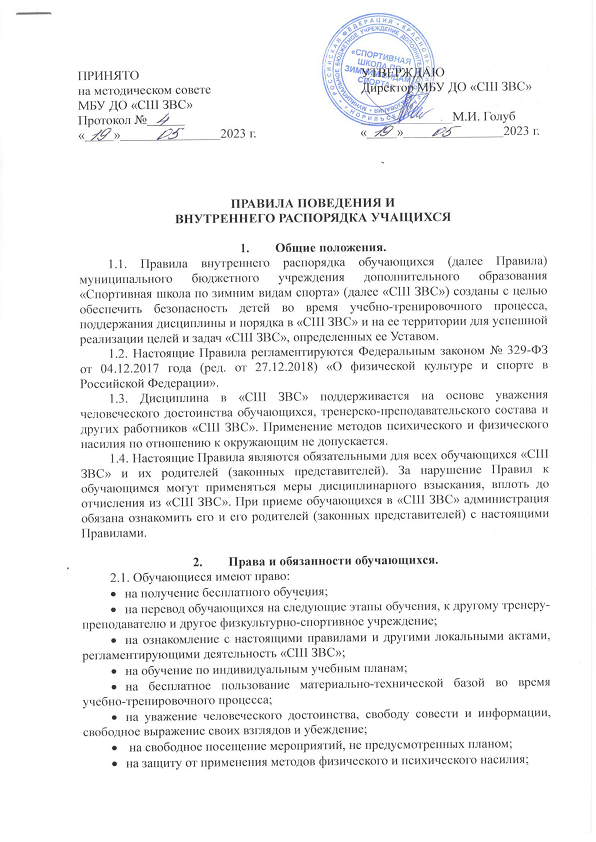 «СПОРТИВНАЯ
ШКОЛА ПО
ЗИМНИМ ВИДАМ
СПОРТА»
ПРИНЯТО
на методическом совете
МБУ ДО «СШ ЗВС»
Протокол № 4
« 19 » 05 2023 г.
УТВЕРЖДАЮ
Директор МБУ ДО «СШ ЗВС»
М.И. Голуб
« 19 » 05 2023 г.
ПРАВИЛА ПОВЕДЕНИЯ И
ВНУТРЕННЕГО РАСПОРЯДКА УЧАЩИХСЯ
1. Общие положения.
1.1. Правила внутреннего распорядка обучающихся (далее Правила)
муниципального бюджетного учреждения дополнительного образования
«Спортивная школа по зимним видам спорта» (далее «СШ ЗВС») созданы с целью
обеспечить безопасность детей во время учебно-тренировочного процесса,
поддержания дисциплины и порядка в «СШ ЗВС» и на ее территории для успешной
реализации целей и задач «СШ ЗВС», определенных ее Уставом.
1.2. Настоящие Правила регламентируются Федеральным законом № 329-ФЗ
от 04.12.2017 года (ред. от 27.12.2018) «О физической культуре и спорте в
Российской Федерации».
1.3. Дисциплина в «СШ ЗВС» поддерживается на основе уважения
человеческого достоинства обучающихся, тренерско-преподавательского состава и
других работников «СШ ЗВС». Применение методов психического и физического
насилия по отношению к окружающим не допускается.
1.4. Настоящие Правила являются обязательными для всех обучающихся «СШ
ЗВС» и их родителей (законных представителей). За нарушение Правил к
обучающимся могут применяться меры дисциплинарного взыскания, вплоть до
отчисления из «СШ ЗВС». При приеме обучающихся в «СШ ЗВС» администрация
обязана ознакомить его и его родителей (законных представителей) с настоящими
Правилами.
2. Права и обязанности обучающихся.
2.1. Обучающиеся имеют право:
• на получение бесплатного обучения;
• на перевод обучающихся на следующие этапы обучения, к другому тренеру-
преподавателю и другое физкультурно-спортивное учреждение;
• на ознакомление с настоящими правилами и другими локальными актами,
регламентирующими деятельность «СШ ЗВС»;
• на обучение по индивидуальным учебным планам;
• на бесплатное пользование материально-технической базой во время
учебно-тренировочного процесса;
• на уважение человеческого достоинства, свободу совести и информации,
свободное выражение своих взглядов и убеждение;
• на свободное посещение мероприятий, не предусмотренных планом;
• на защиту от применения методов физического и психического насилия;